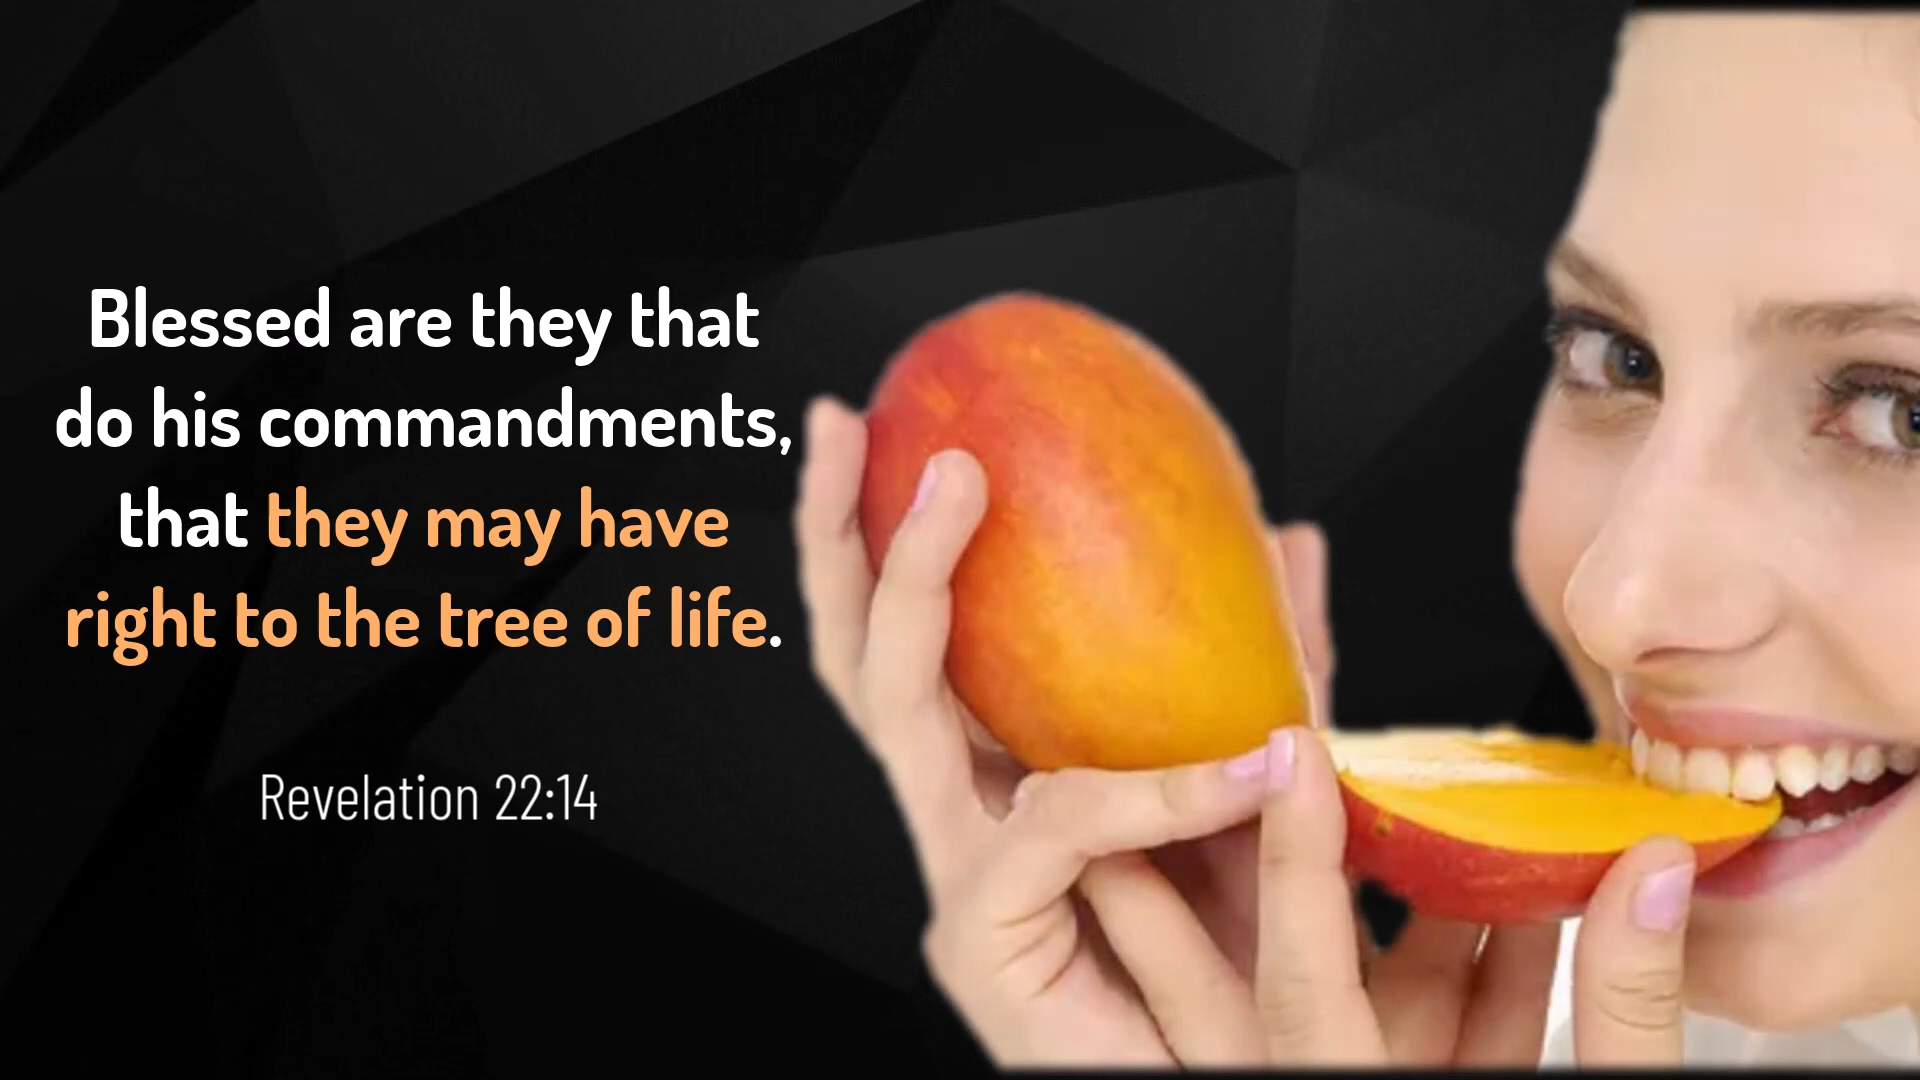 Blessed are they that
do his commandments,
that they may have
right to the tree of life.
Revelation 22:14